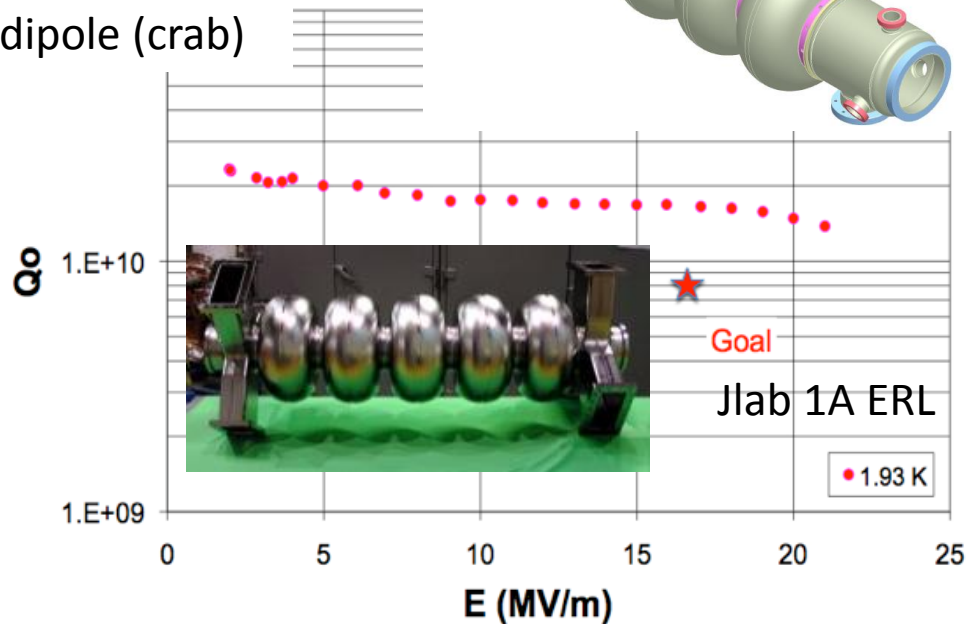 dipole (crab)
Qo
1.E+10
1.E+09
Goal
Jlab 1A ERL
1.93 K
0 5 10 15 20 25
E (MV/m)